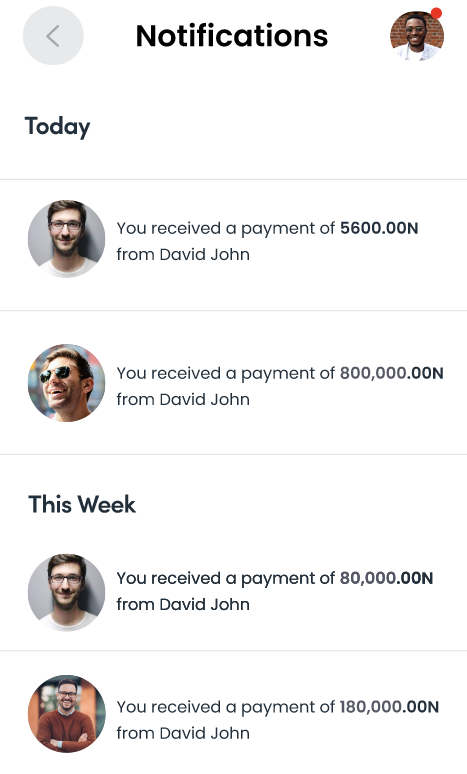 Notifications
Today
You received a payment of 5600.00N
from David John
You received a payment of 800,000.00N
from David John
This Week
You received a payment of 80,000.00N
from David John
You received a payment of 180,000.00N
from David John